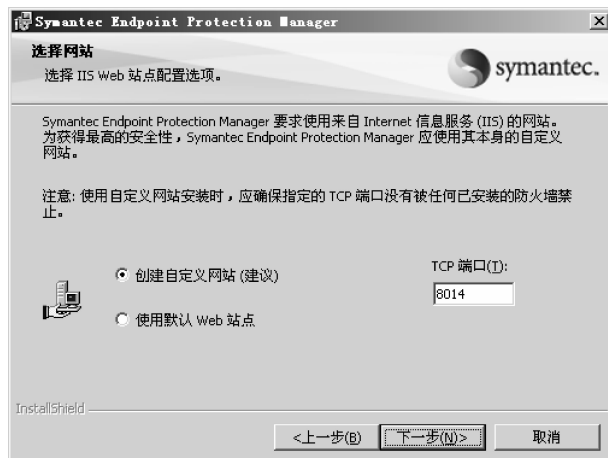 Symantec Endpoint Protection Manager
选择网站
选择 IIS Web 站点配置选项。
symantec.
Symantec Endpoint Protection Manager 要求使用来自 Internet 信息服务 (IIS) 的网站。
为获得最高的安全性，Symantec Endpoint Protection Manager 应使用其本身的自定义
网站。
注意: 使用自定义网站安装时，应确保指定的 TCP 端口没有被任何已安装的防火墙禁
止。
创建自定义网站 (建议)
TCP 端口(T):
8014
使用默认 Web 站点
InstallShield
<上一步(B)
下一步(N)>
取消